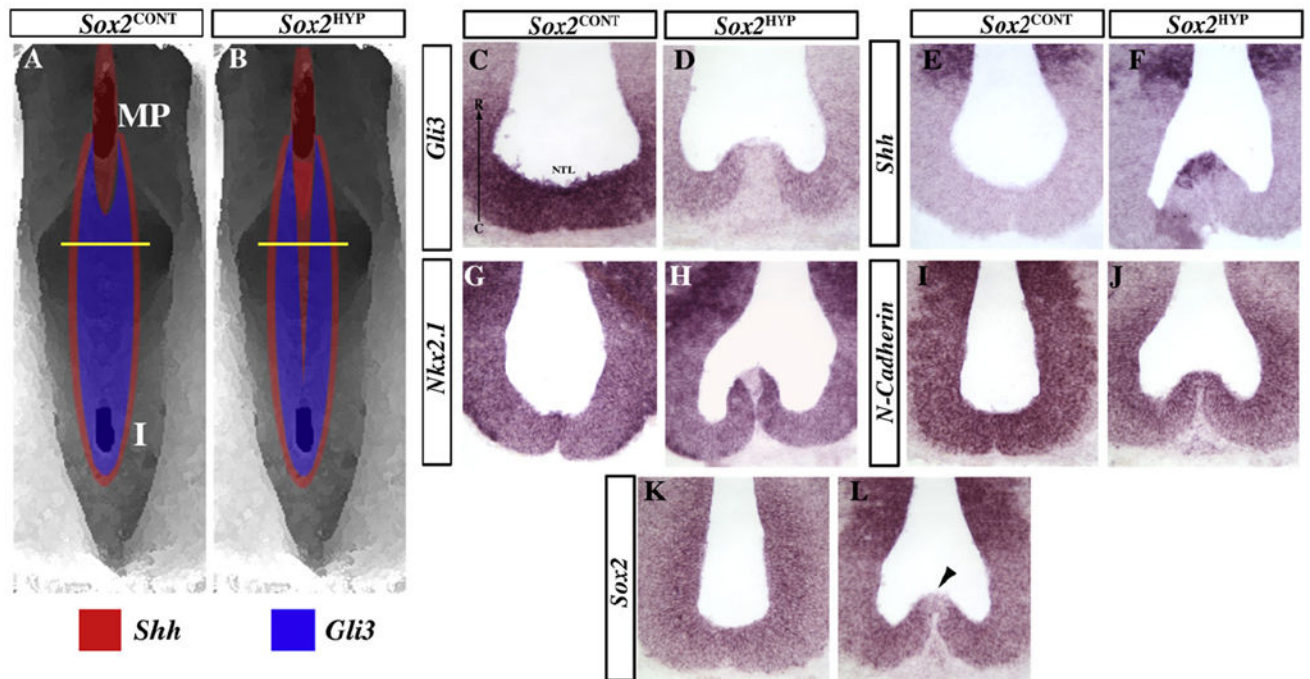 Sox2CONT
Sox2HYP
A
B
MP
I
Shh
Gli3
Sox2CONT
Sox2HYP
Gli3
C
R
C
NTL
D
Sox2CONT
Sox2HYP
Shh
E
F
Nkx2.1
G
H
N-Cadherin
I
J
Sox2
K
L